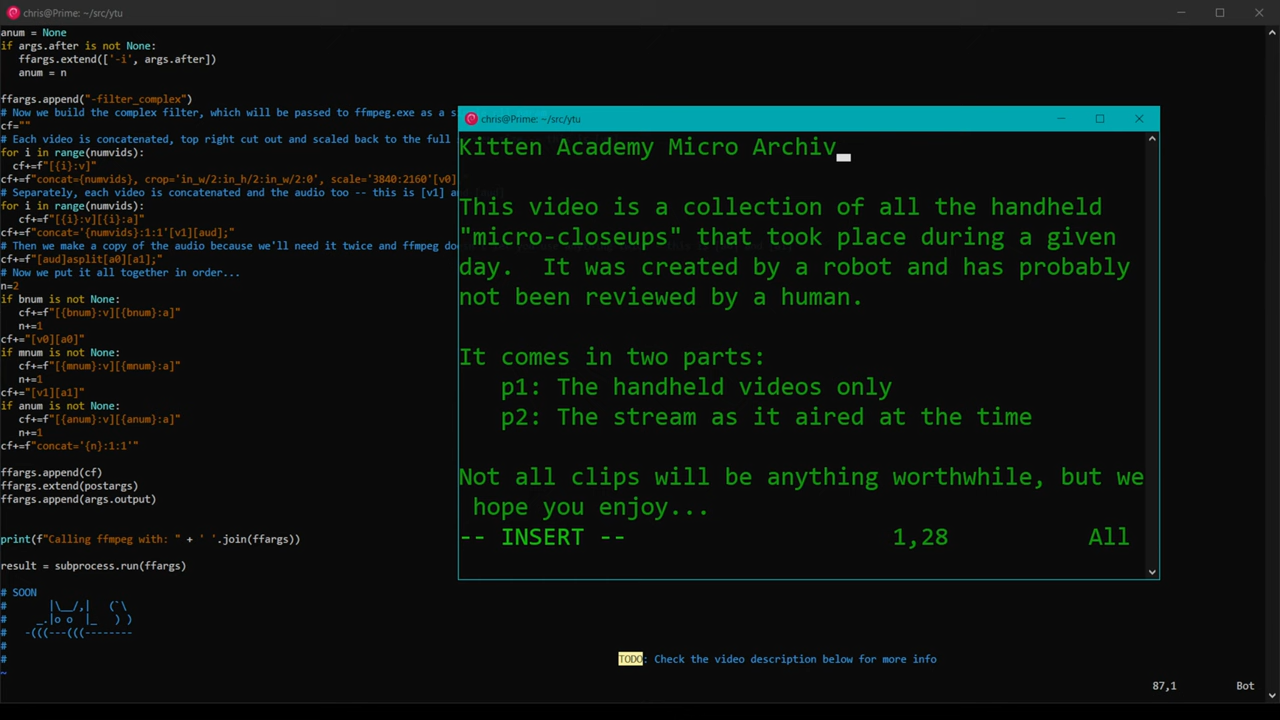 chris@Prime: ~/src/ytu
anum = None
if args.after is not None:
   ffargs.extend(['-i', args.after])
   anum = n
ffargs.append("-filter_complex")
# Now we build the complex filter, which will be passed to ffmpeg.exe as a s
cf=""
# Each video is concatenated, top right cut out and scaled back to the full
for i in range(numvids):
  cf+=f"[{i}:v]"
cf+=f"concat={numvids}, crop='in_w/2:in_h/2:in_w/2:0', scale='3840:2160'[v0]
# Separately, each video is concatenated and the audio too -- this is [v1] a
for i in range(numvids):
   cf+=f"[{i}:v][{i}:a]"
cf+=f"concat='{numvids}:1:1'[v1][aud];"
# Then we make a copy of the audio because we'll need it twice and ffmpeg do
cf+=f"[aud]asplit[a0][a1];"
# Now we put it all together in order...
n=2
if bnum is not None:
   cf+=f"[{bnum}:v][{bnum}:a]"
   n+=1
cf+="[v0][a0]"
if mnum is not None:
   cf+=f"[{mnum}:v][{mnum}:a]"
   n+=1
cf+="[v1][a1]"
if anum is not None:
   cf+=f"[{anum}:v][{anum}:a]"
   n+=1
cf+=f"concat='{n}:1:1'"
ffargs.append(cf)
ffargs.extend(postargs)
ffargs.append(args.output)
print(f"Calling ffmpeg with: " + ' '.join(ffargs))
result = subprocess.run(ffargs)
# SOON
#      |\__/,|   (`\
#    _.|o o  |_   ) )
#  -(((---(((--------
#
#
~
chris@Prime: ~/src/ytu
Kitten Academy Micro Archiv
This video is a collection of all the handheld
"micro-closeups" that took place during a given
day.  It was created by a robot and has probably
not been reviewed by a human.
It comes in two parts:
   p1: The handheld videos only
   p2: The stream as it aired at the time
Not all clips will be anything worthwhile, but we
 hope you enjoy...
-- INSERT -- 1,28 All
TODO: Check the video description below for more info
87,1 Bot